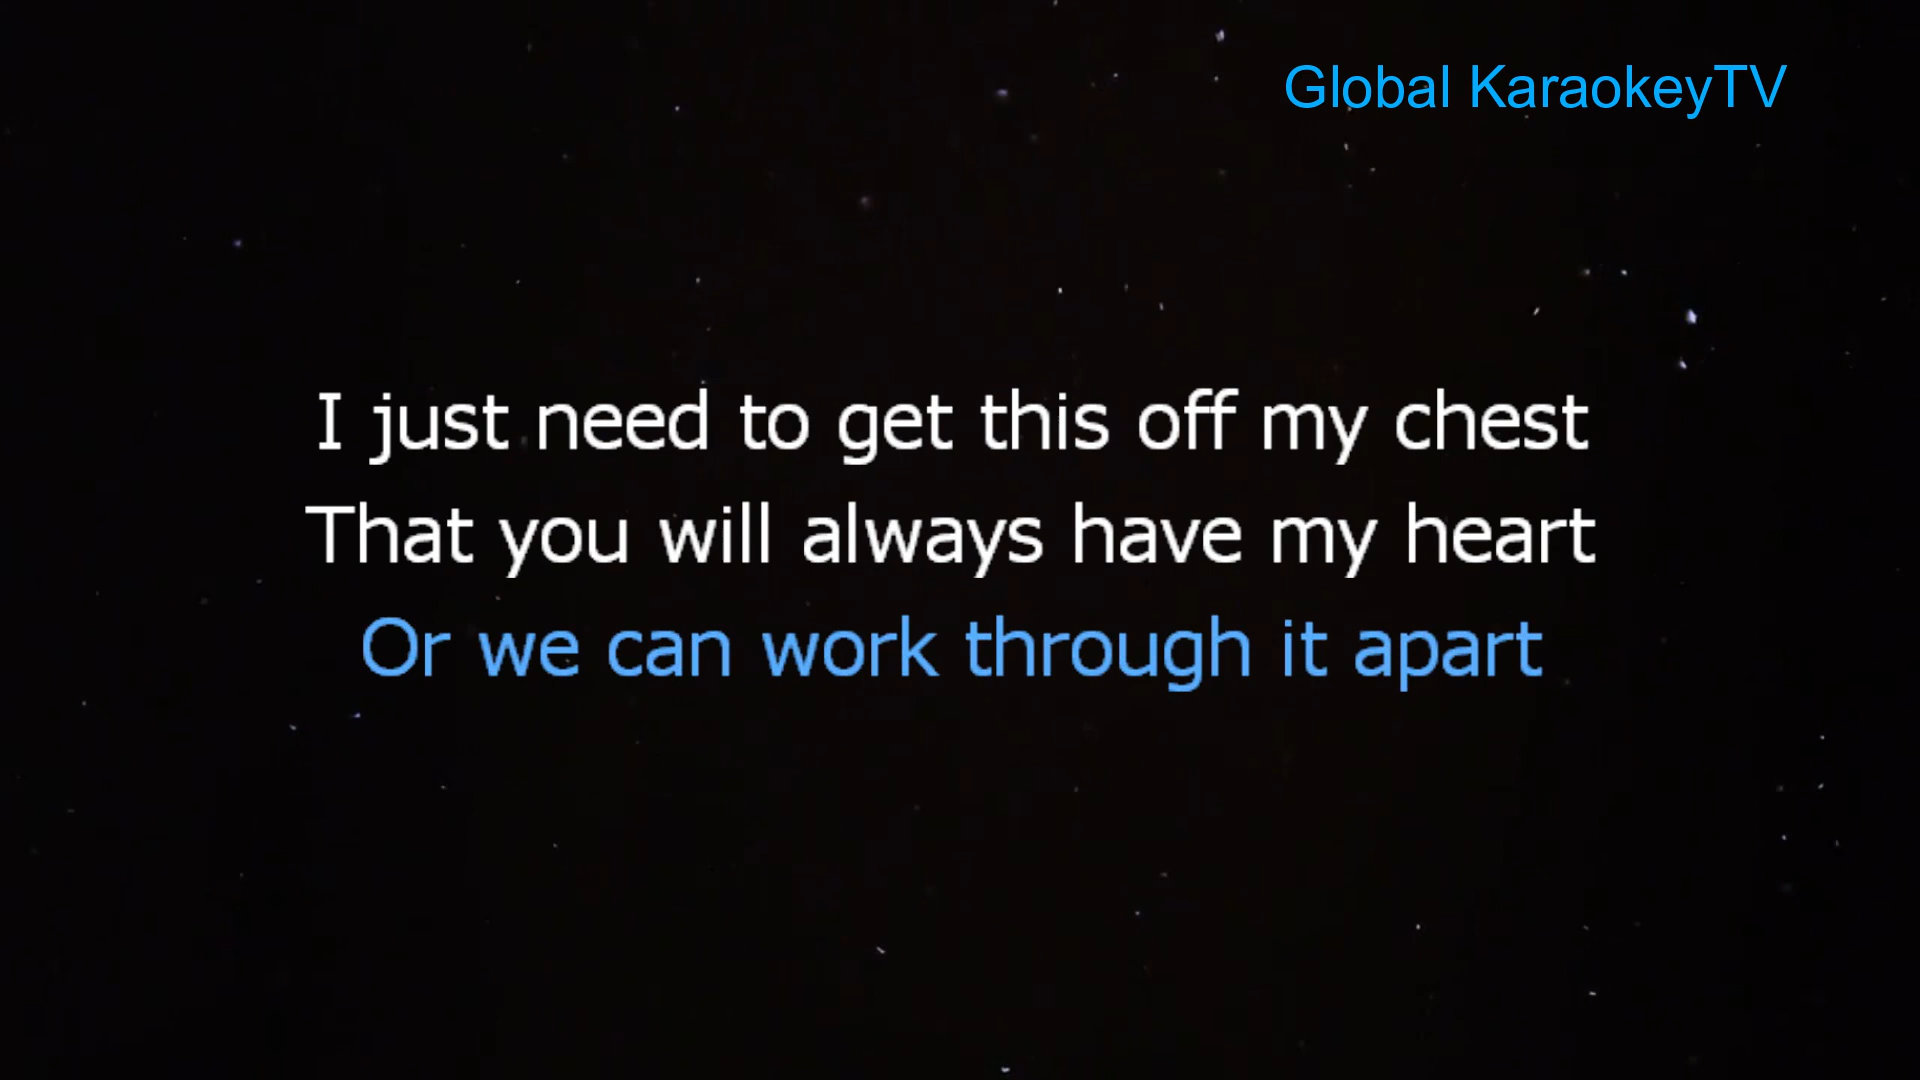 Global KaraokeyTV
I just need to get this off my chest
That you will always have my heart
Or we can work through it apart